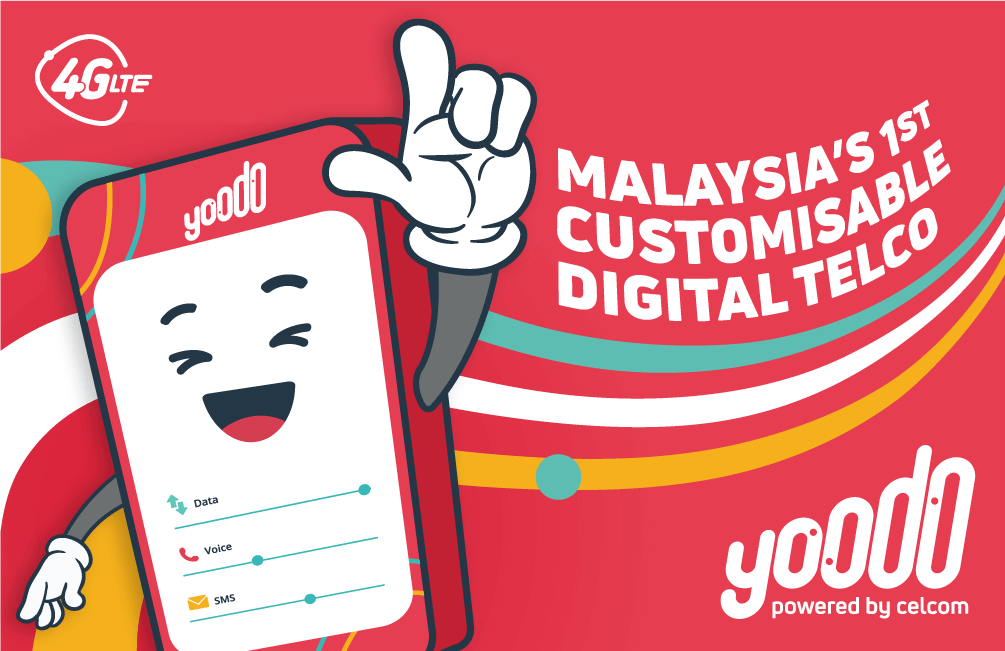 4GLTE
yoodo
MALAYSIA'S 1ST
CUSTOMISABLE
DIGITAL TELCO
Data
Voice
SMS
yoodo
powered by celcom